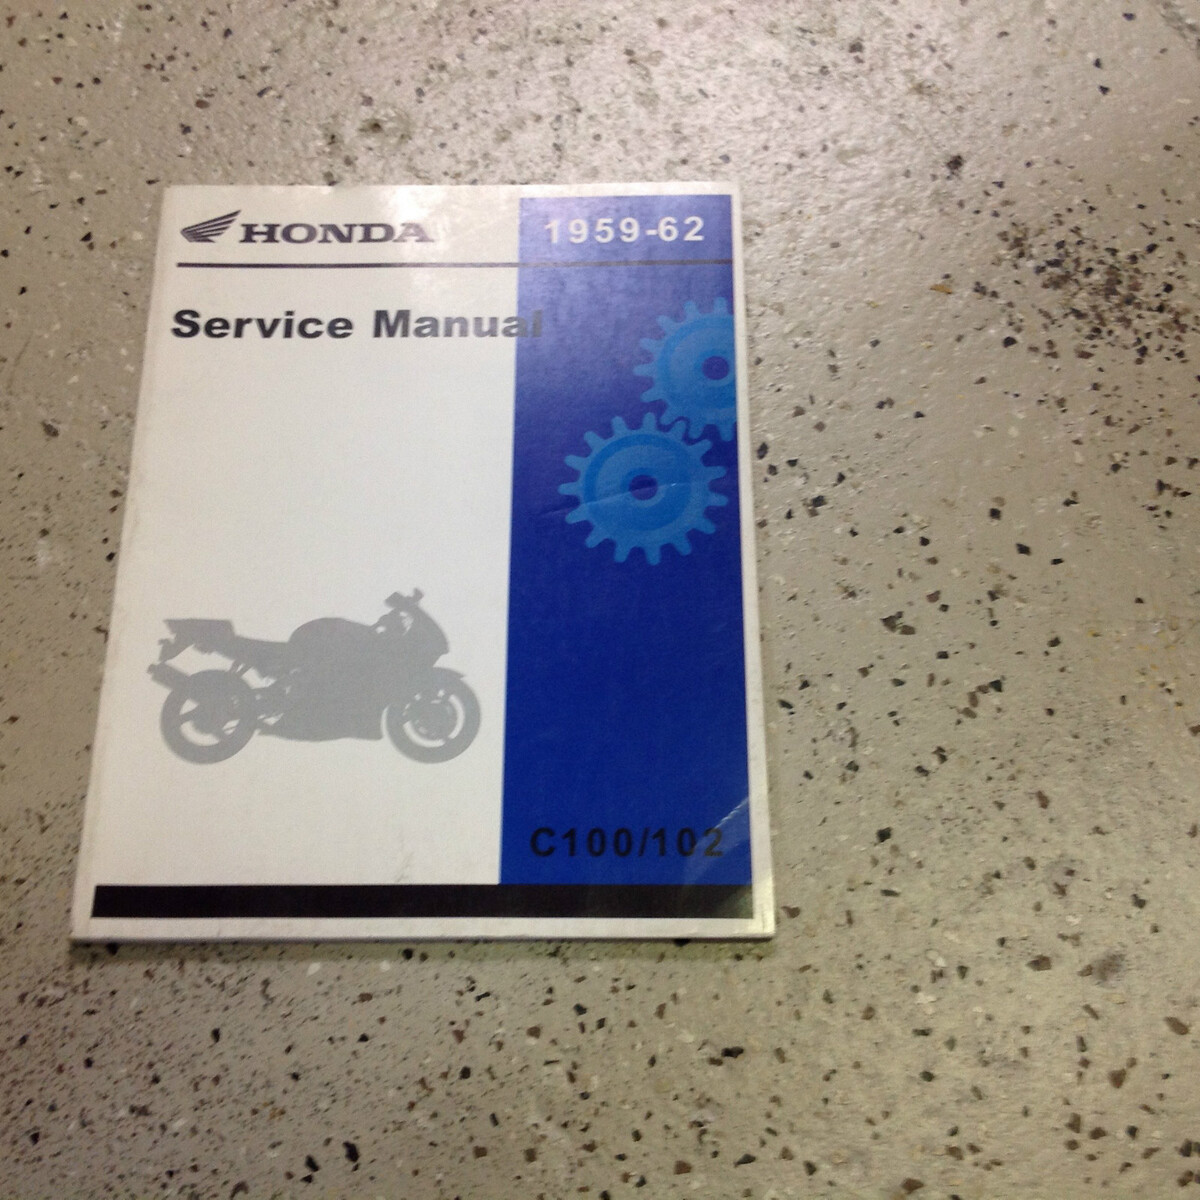 HONDA
1959-62
Service Manual
C100/102